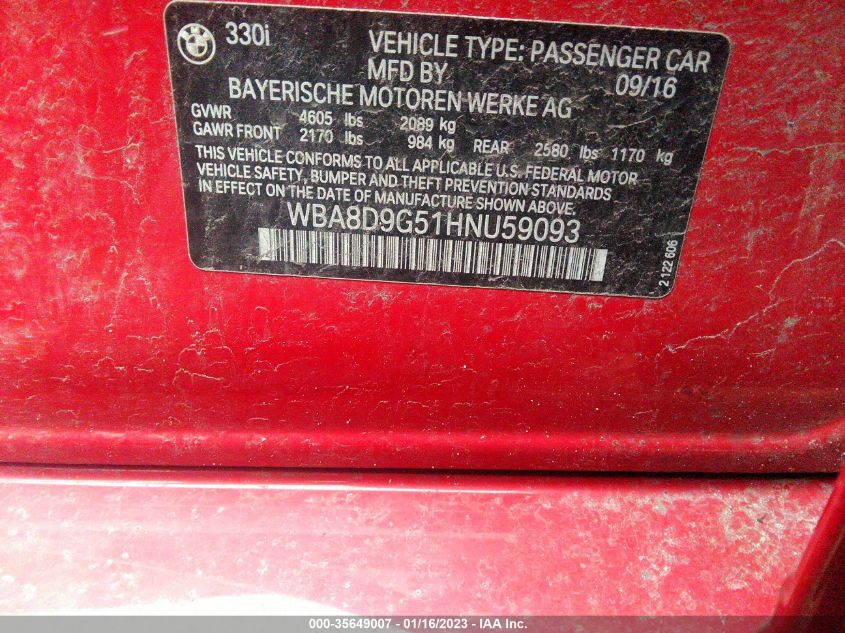 BMW 330i VEHICLE TYPE: PASSENGER CAR
MFD BY 09/16
BAYERISCHE MOTOREN WERKE AG
GVWR 4605 lbs 2089 kg
GAWR FRONT 2170 lbs 984 kg REAR 2580 lbs 1170 kg
THIS VEHICLE CONFORMS TO ALL APPLICABLE U.S. FEDERAL MOTOR
VEHICLE SAFETY, BUMPER AND THEFT PREVENTION STANDARDS
IN EFFECT ON THE DATE OF MANUFACTURE SHOWN ABOVE.
WBA8D9G51HNU59093
2 122 606
000-35649007 - 01/16/2023 - IAA Inc.